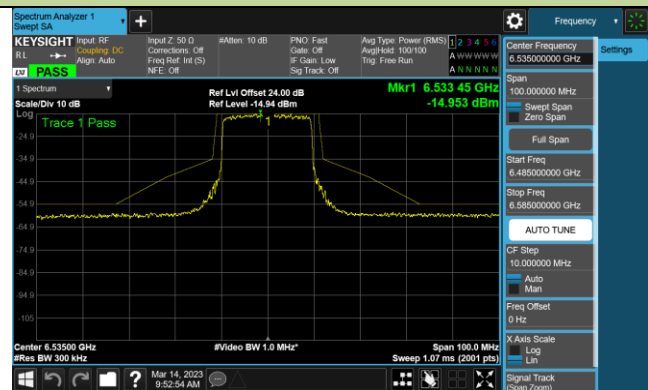 Spectrum Analyzer 1
Swept SA
Frequency
KEYSIGHT
RL
Input: RF
Coupling: DC
Align: Auto
Input Z: 50 Ω
Corrections: Off
Freq Ref: Int (S)
NFE: Off
#Atten: 10 dB
PNO: Fast
Gate: Off
IF Gain: Low
Sig Track: Off
Avg Type: Power (RMS)
Avg|Hold: 100/100
Trig: Free Run
1 2 3 4 5 6
A W W W W W
A N N N N N
LXI PASS
1 Spectrum
Scale/Div 10 dB
Log
Ref Lvl Offset 24.00 dB
Ref Level -14.94 dBm
Mkr1 6.533 45 GHz
-14.953 dBm
Trace 1 Pass
1
-24.9
-34.9
-44.9
-54.9
-64.9
-74.9
-84.9
-94.9
-105
Center 6.53500 GHz
#Res BW 300 kHz
#Video BW 1.0 MHz*
Span 100.0 MHz
Sweep 1.07 ms (2001 pts)
Mar 14, 2023
9:52:54 AM
Center Frequency
6.535000000 GHz
Span
100.000000 MHz
Swept Span
Zero Span
Full Span
Start Freq
6.485000000 GHz
Stop Freq
6.585000000 GHz
AUTO TUNE
CF Step
10.000000 MHz
Auto
Man
Freq Offset
0 Hz
X Axis Scale
Log
Lin
Signal Track
(Span Zoom)
Settings